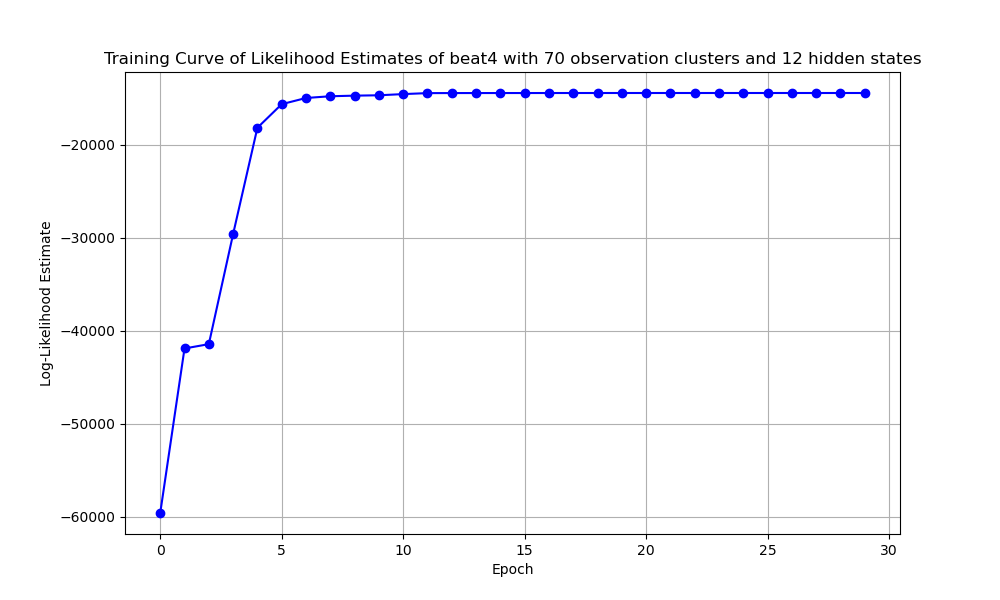 Training Curve of Likelihood Estimates of beat4 with 70 observation clusters and 12 hidden states
−20000
−30000
−40000
−50000
−60000
Log-Likelihood Estimate
0 5 10 15 20 25 30
Epoch